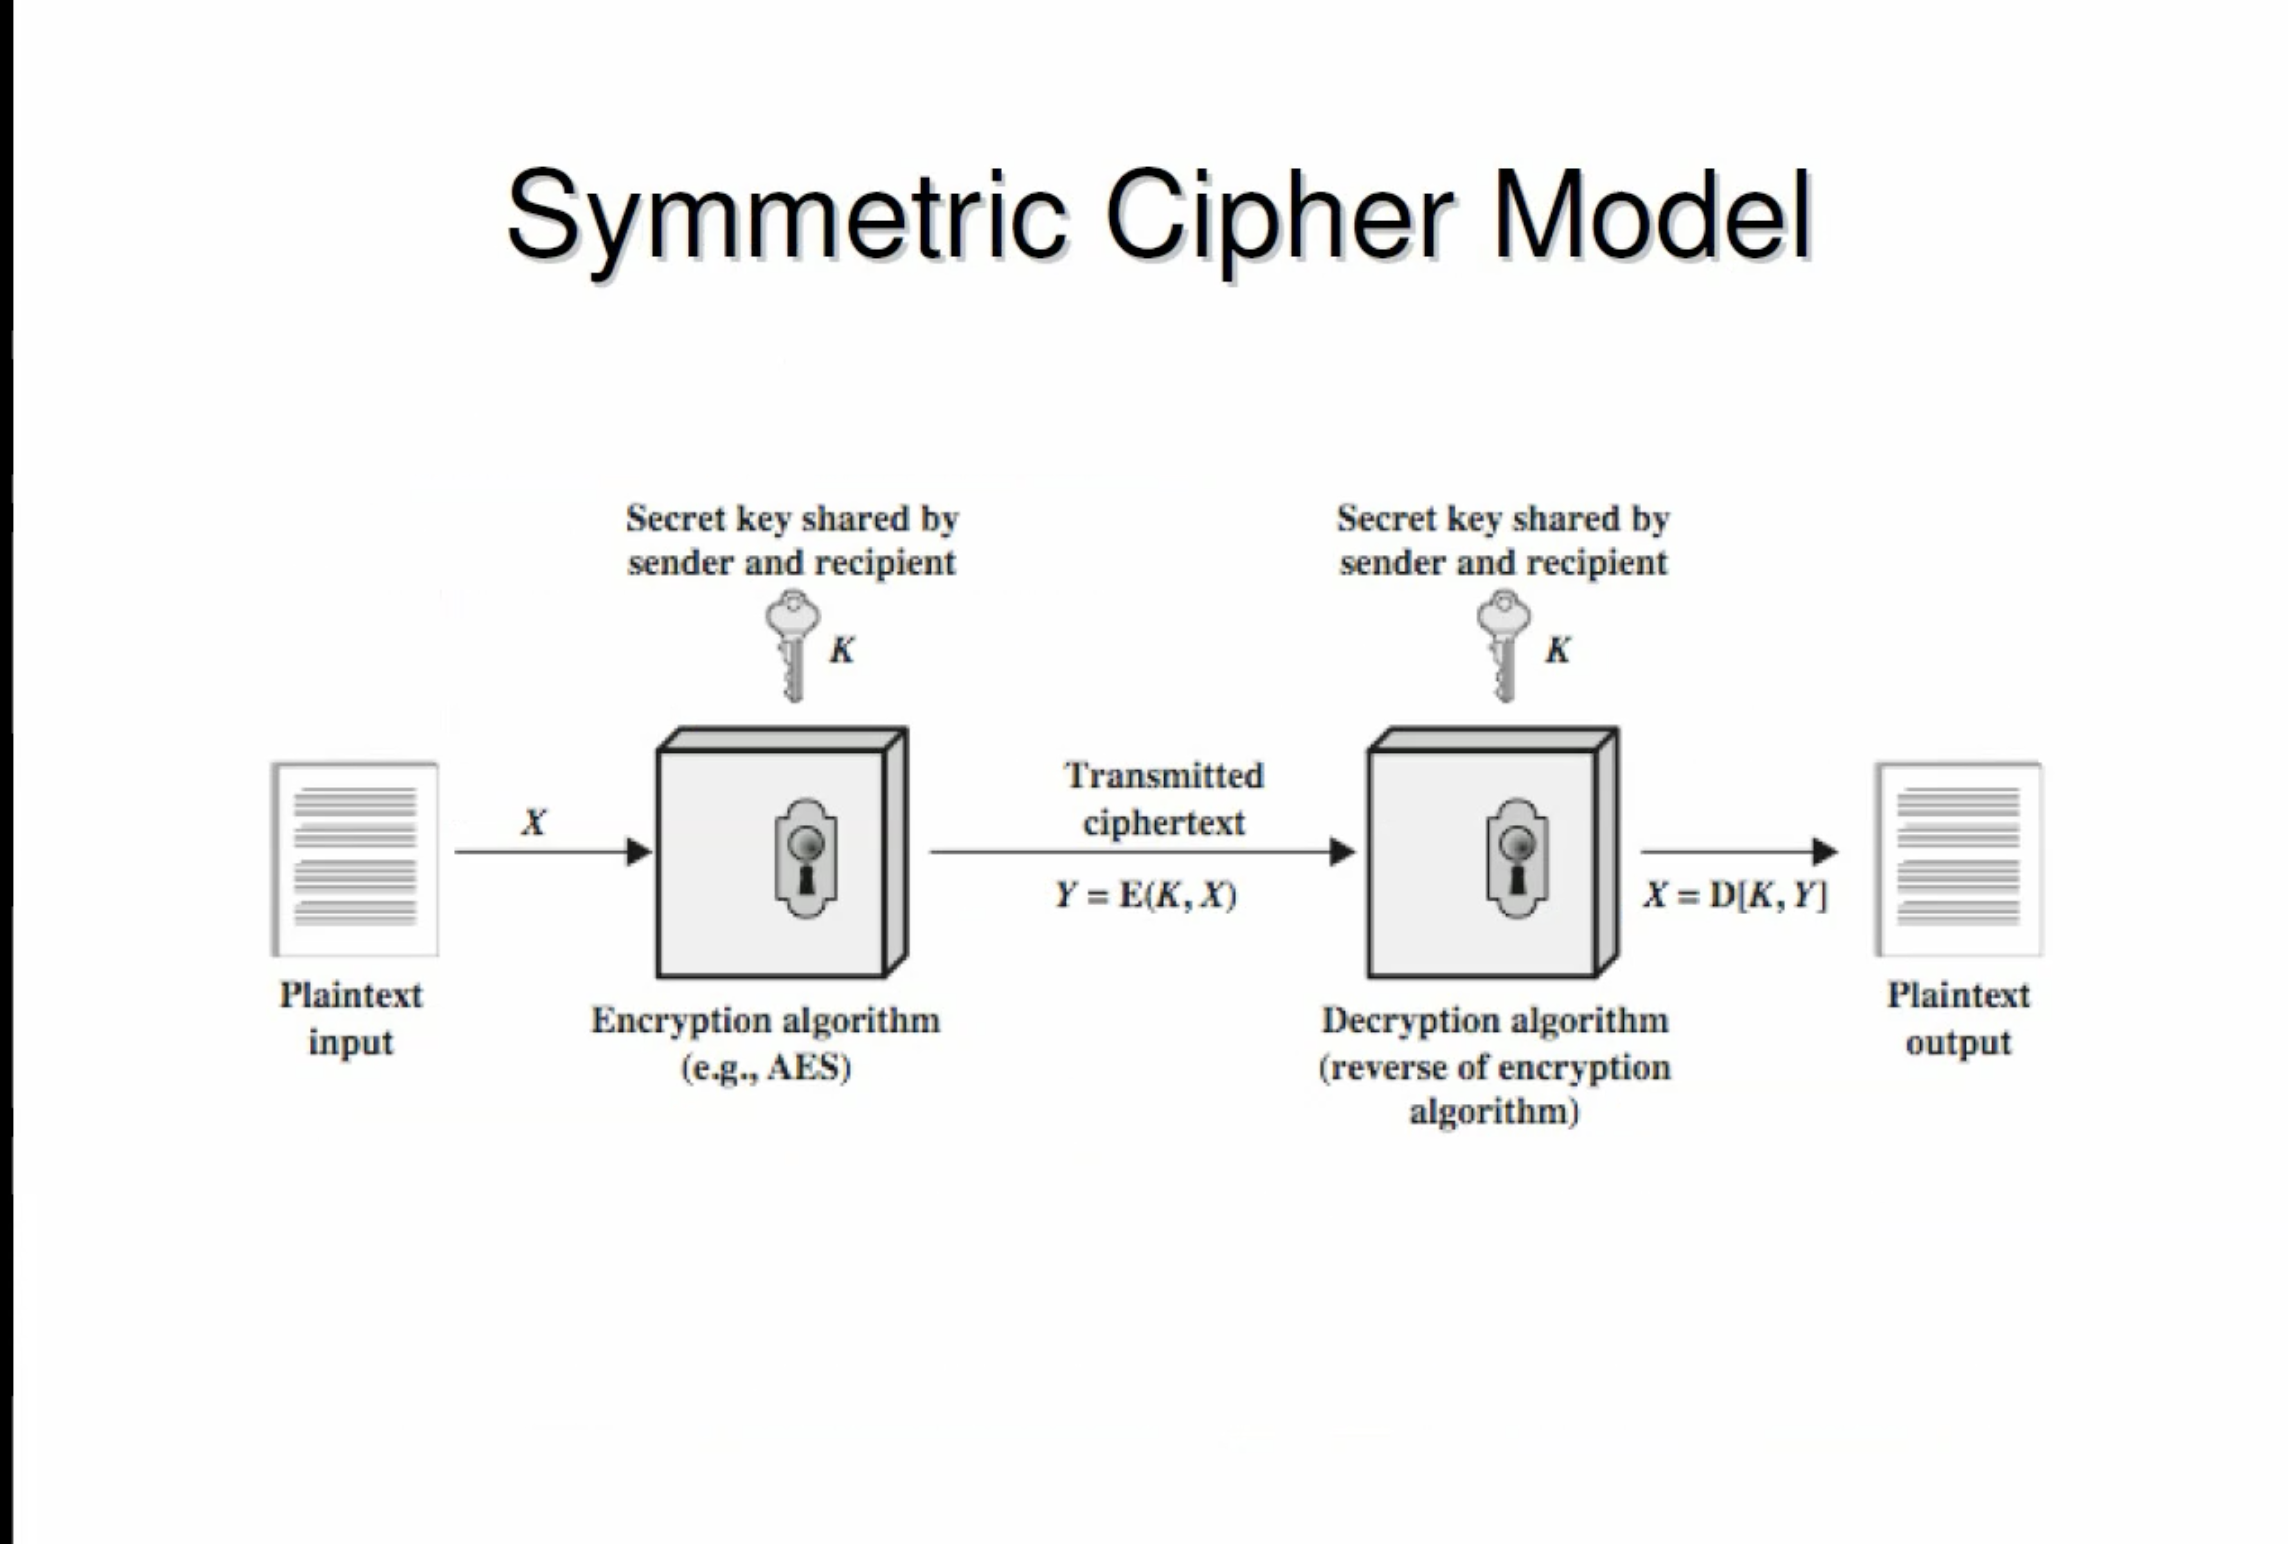 Symmetric Cipher Model
Secret key shared by
sender and recipient
K
Secret key shared by
sender and recipient
K
X
Transmitted
ciphertext
Y = E(K, X)
X = D[K, Y]
Plaintext
input
Encryption algorithm
(e.g., AES)
Decryption algorithm
(reverse of encryption
algorithm)
Plaintext
output